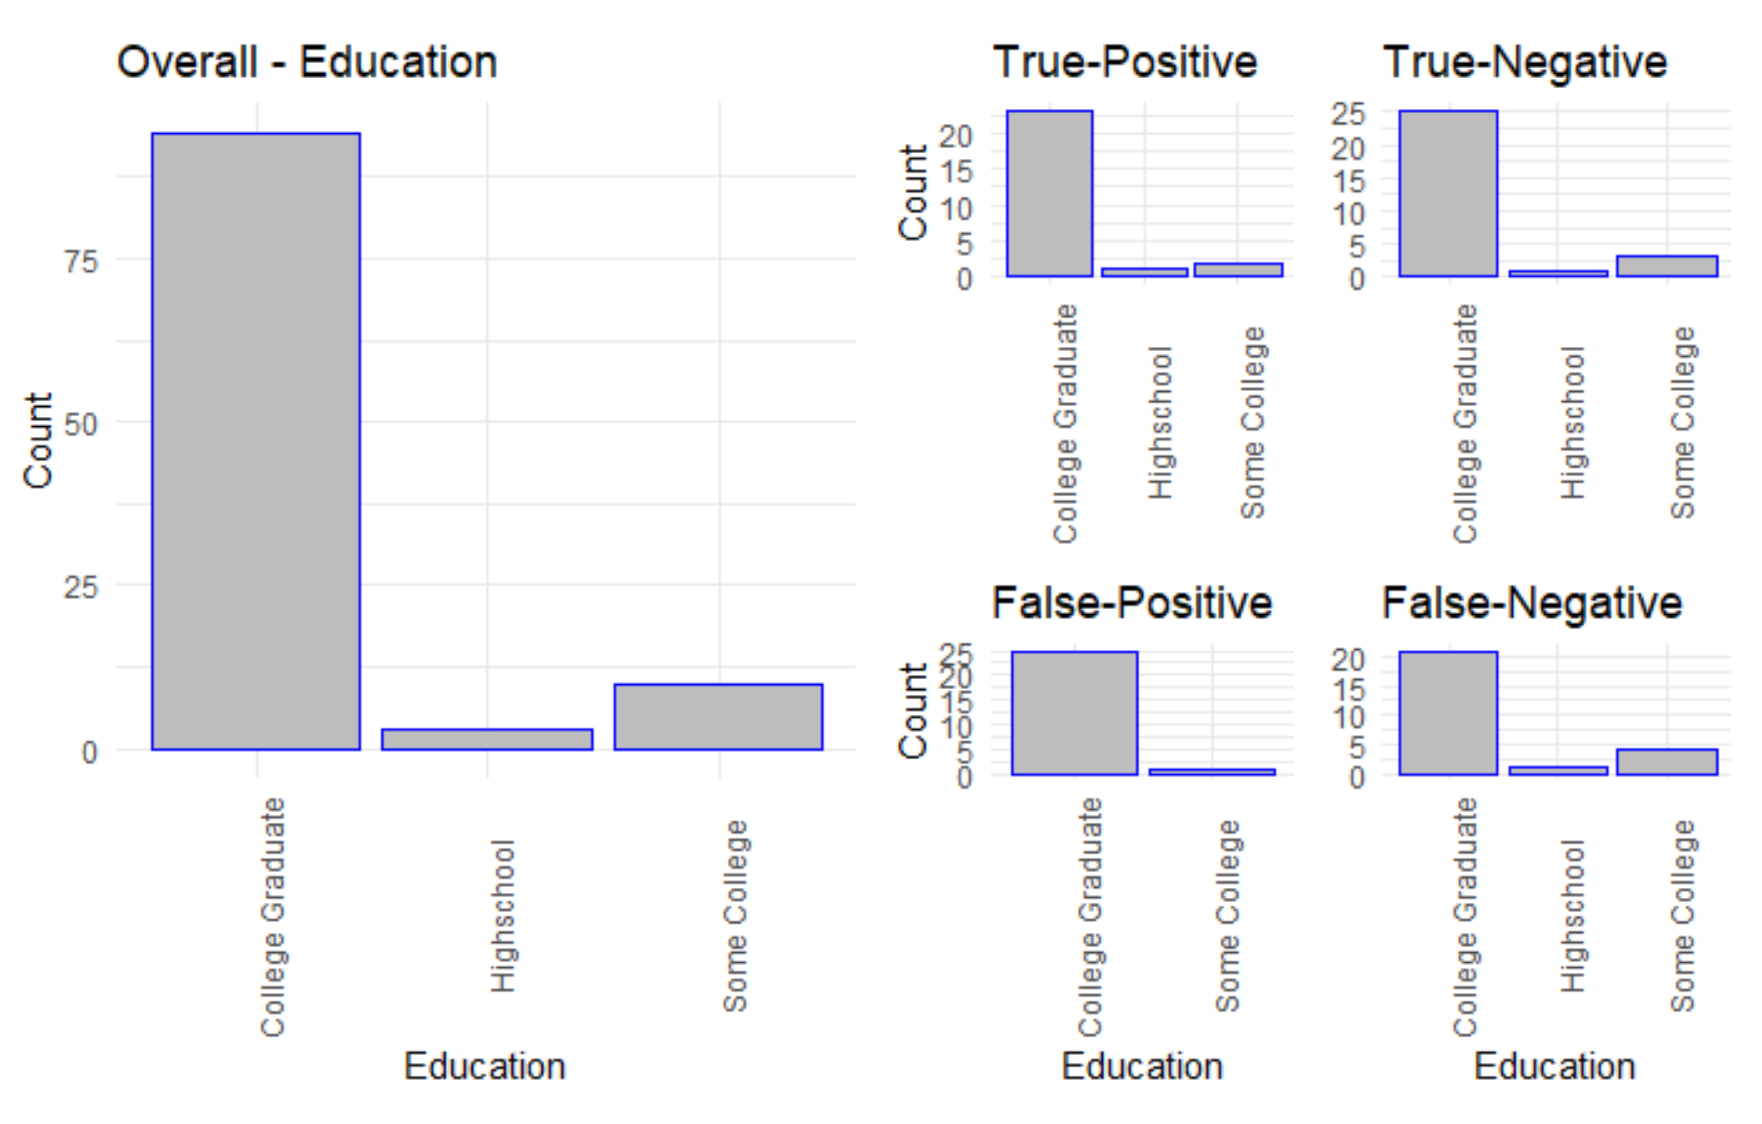 Overall - Education
Count
75
50
25
0
College Graduate
Highschool
Some College
Education
True-Positive
Count
20
15
10
5
0
College Graduate
Highschool
Some College
True-Negative
25
20
15
10
5
0
College Graduate
Highschool
Some College
False-Positive
Count
25
20
15
10
5
0
College Graduate
Some College
Education
False-Negative
20
15
10
5
0
College Graduate
Highschool
Some College
Education